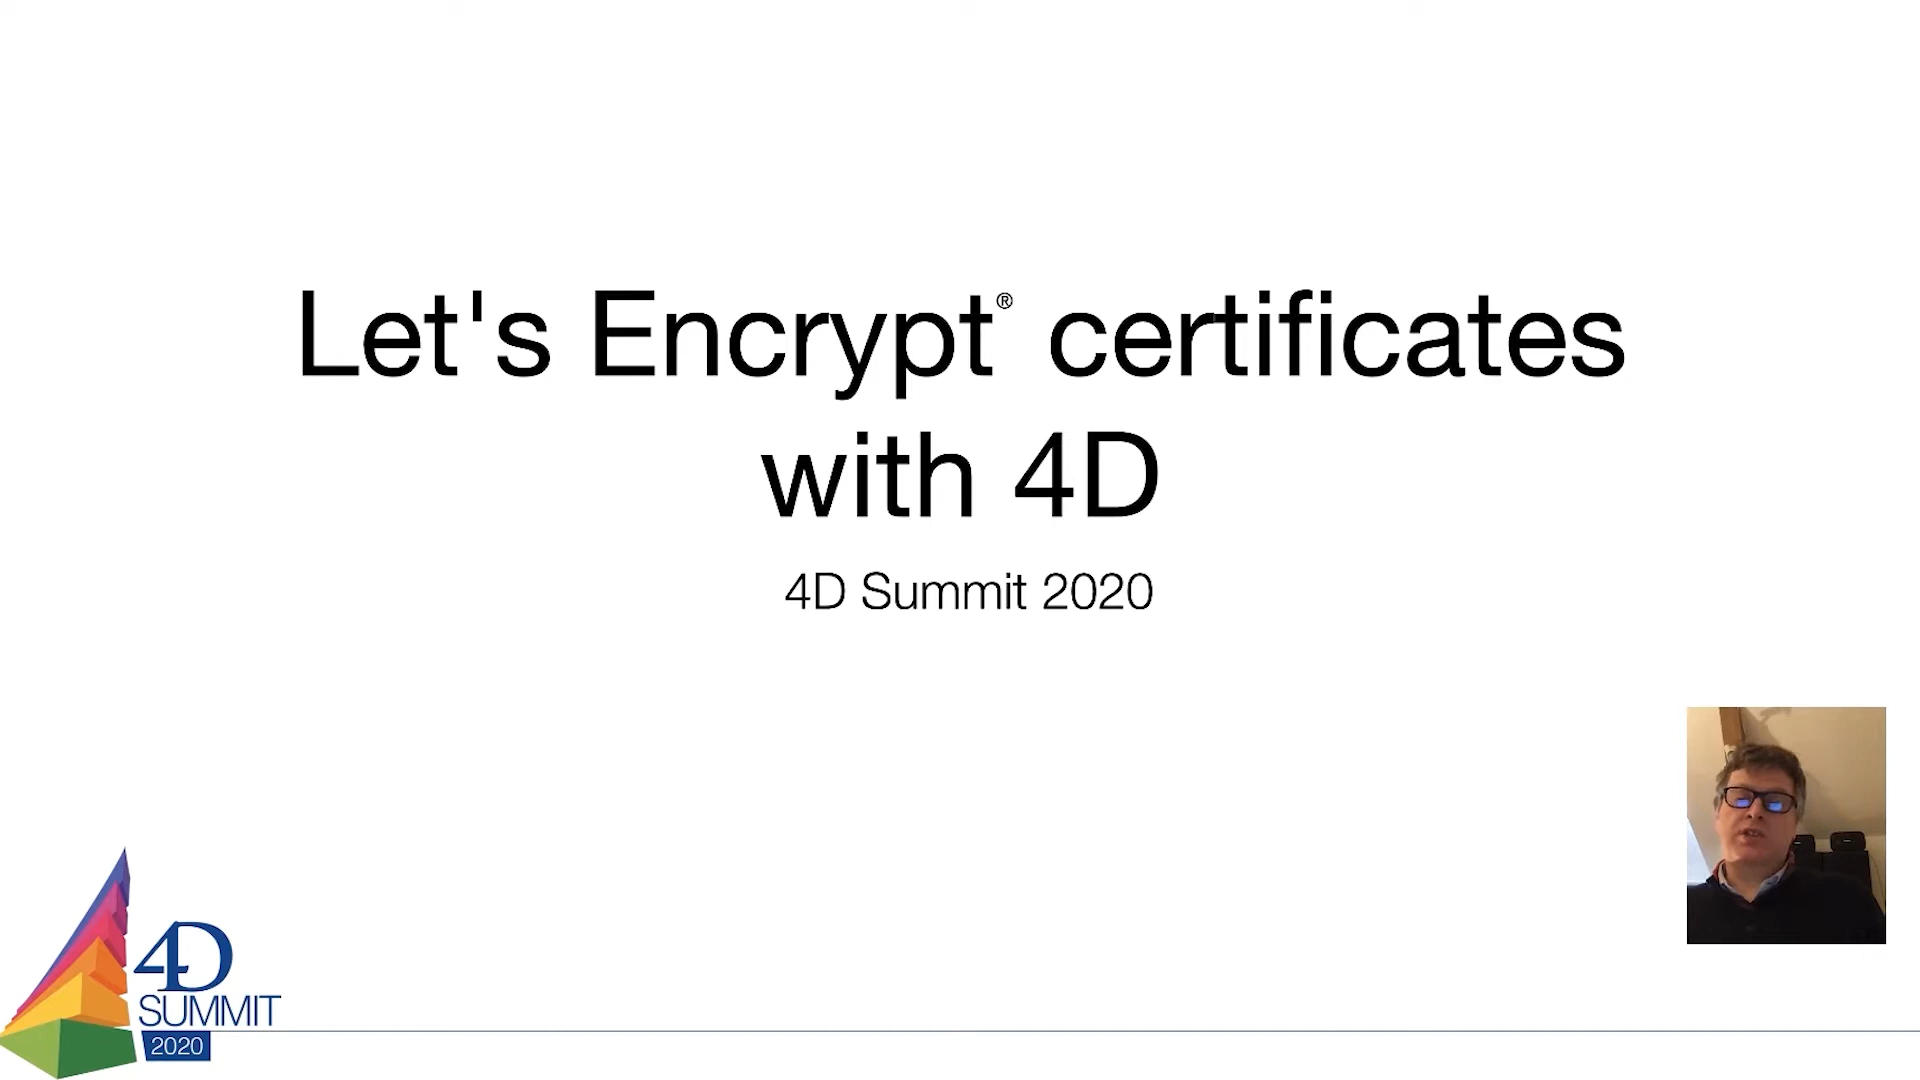 Let's Encrypt® certificates
with 4D
4D Summit 2020
4D
SUMMIT
2020